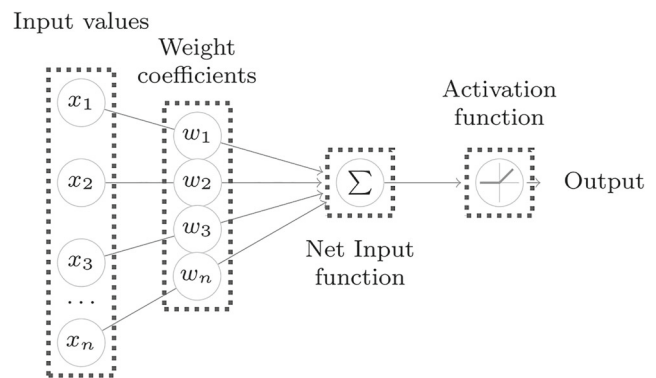 Input values
Weight
coefficients
x₁
x₂
x₃
...
xₙ
w₁
w₂
w₃
wₙ
∑
Net Input
function
Activation
function
Output